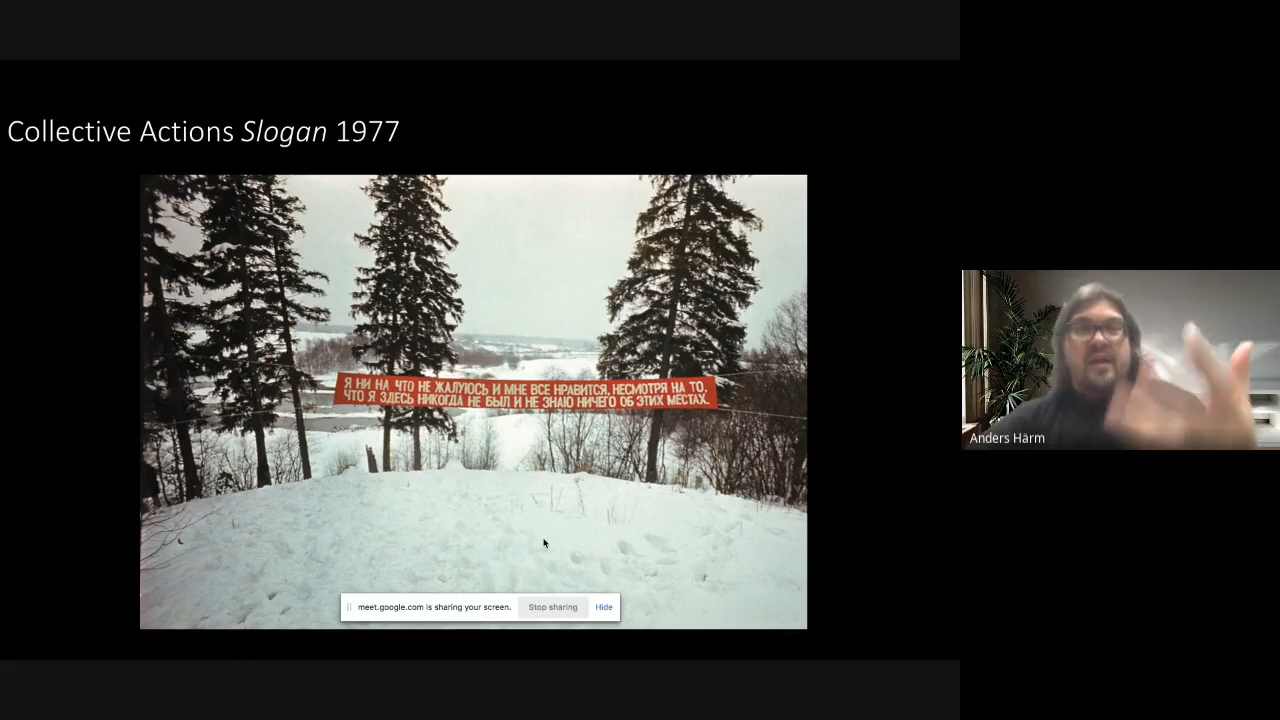 Collective Actions Slogan 1977
Я НИ НА ЧТО НЕ ЖАЛУЮСЬ И МНЕ ВСЕ НРАВИТСЯ, НЕСМОТРЯ НА ТО,
ЧТО Я ЗДЕСЬ НИКОГДА НЕ БЫЛ И НЕ ЗНАЮ НИЧЕГО ОБ ЭТИХ МЕСТАХ.
Anders Härm
meet.google.com is sharing your screen. Stop sharing Hide